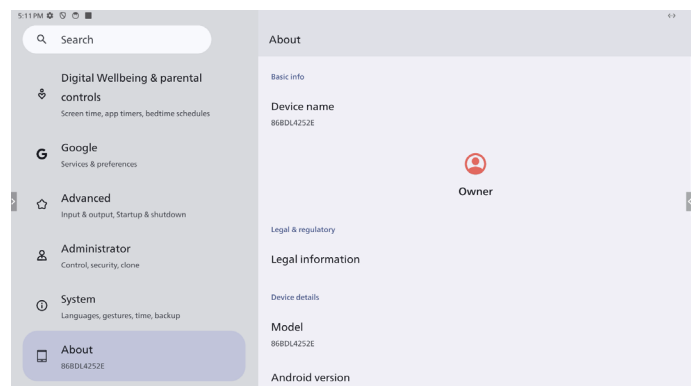 5:11 PM
Search
Digital Wellbeing & parental
controls
Screen time, app timers, bedtime schedules
Google
Services & preferences
Advanced
Input & output, Startup & shutdown
Administrator
Control, security, clone
System
Languages, gestures, time, backup
About
86BDL4252E
About
Basic info
Device name
86BDL4252E
Owner
Legal & regulatory
Legal information
Device details
Model
86BDL4252E
Android version